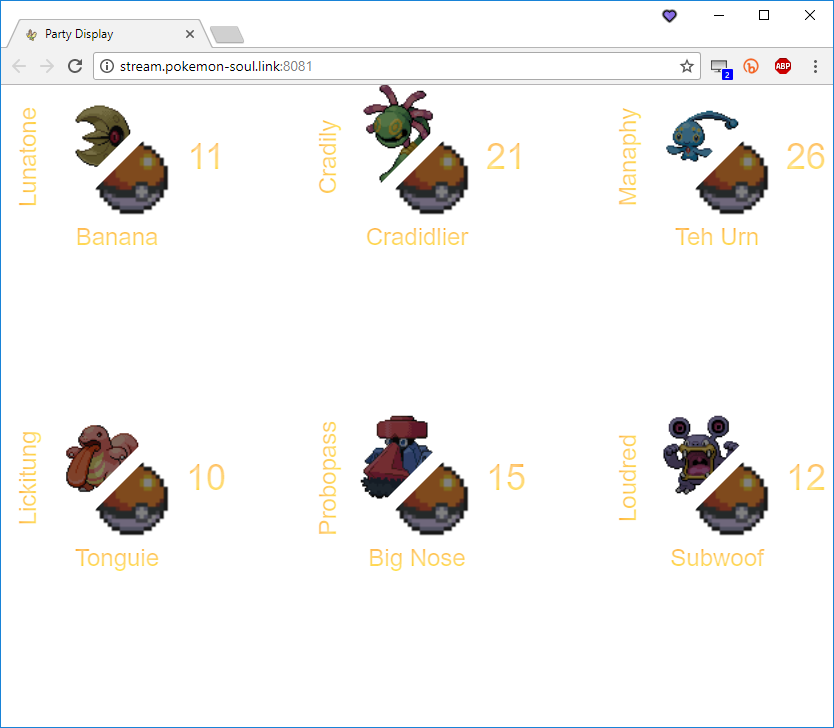 Party Display
stream.pokemon-soul.link:8081
2
ABP
Lunatone
11
Banana
Cradily
21
Cradidlier
Manaphy
26
Teh Urn
Lickitung
10
Tonguie
Probopass
15
Big Nose
Loudred
12
Subwoof